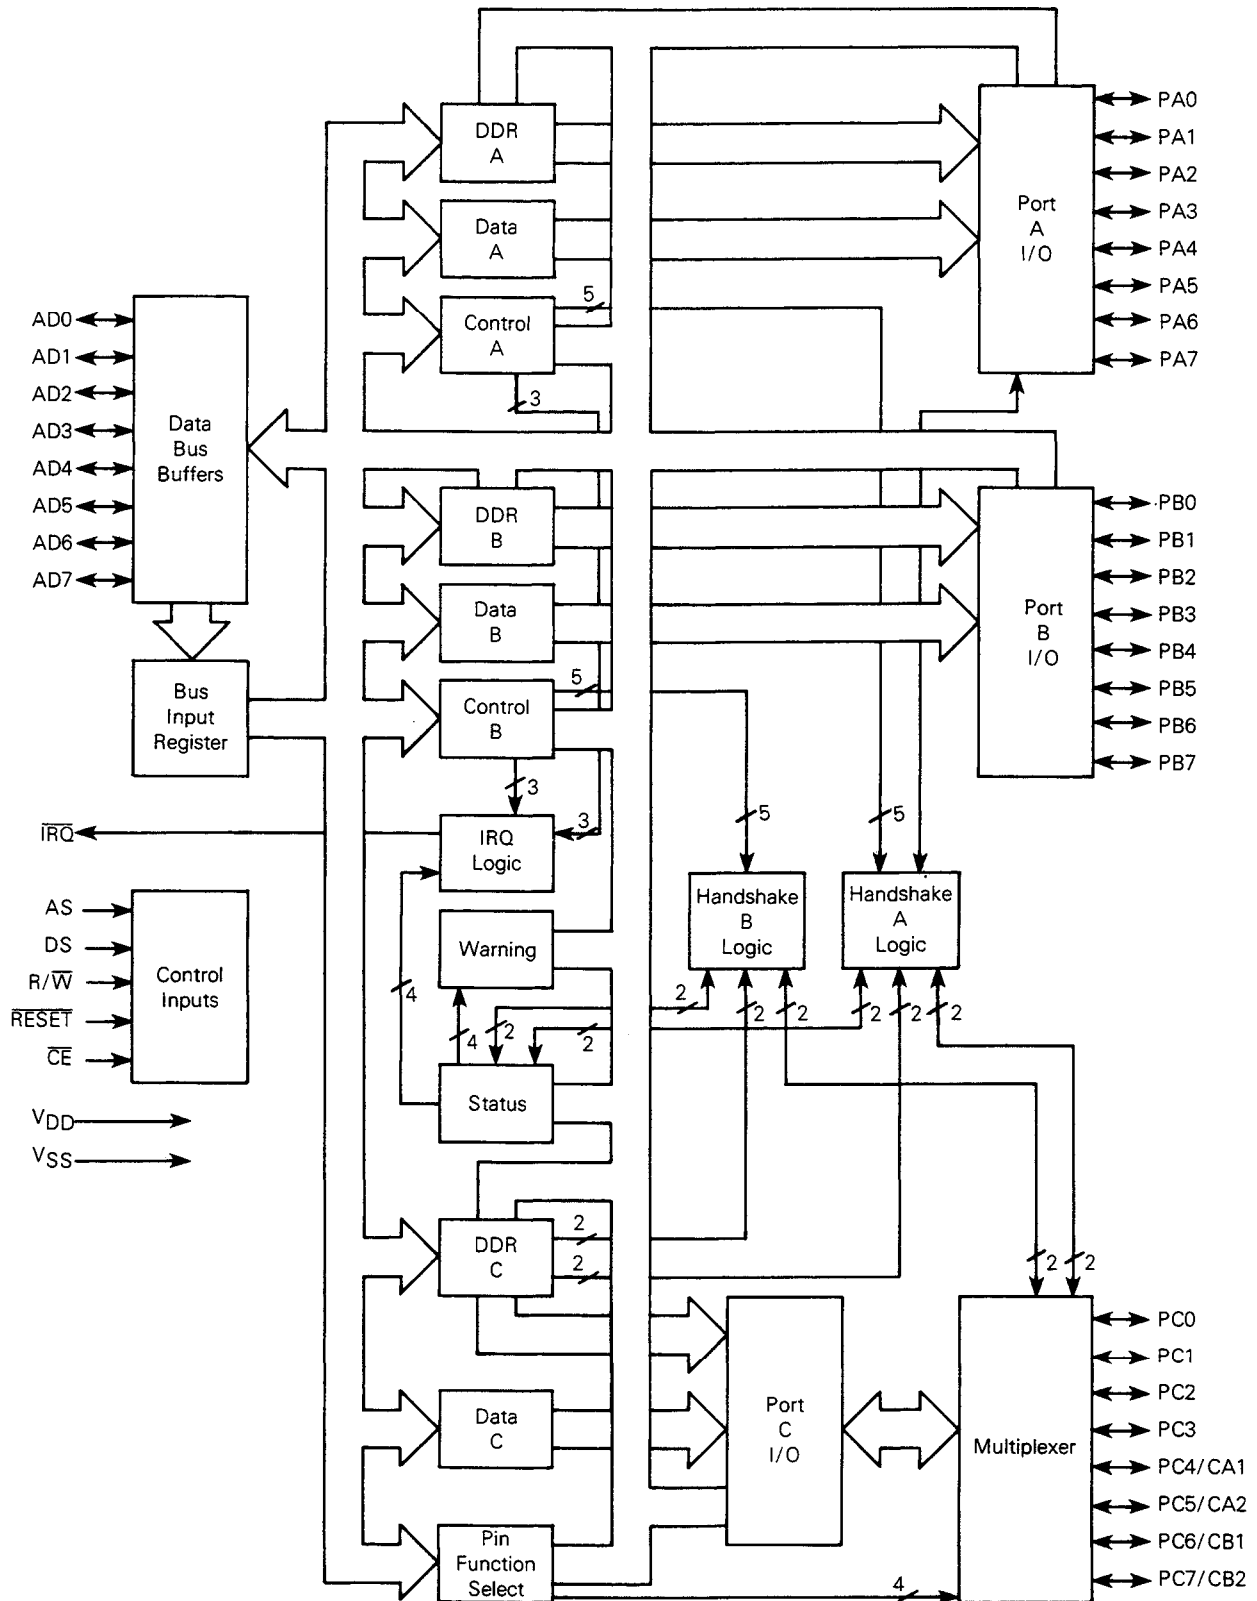 DDR
A
Data
A
Control
A
5
3
Port
A
I/O
PA0
PA1
PA2
PA3
PA4
PA5
PA6
PA7
AD0
AD1
AD2
AD3
AD4
AD5
AD6
AD7
Data
Bus
Buffers
Bus
Input
Register
DDR
B
Data
B
Control
B
5
3
Port
B
I/O
PB0
PB1
PB2
PB3
PB4
PB5
PB6
PB7
IRQ
IRQ
Logic
3
5
5
Handshake
B
Logic
Handshake
A
Logic
AS
DS
R/W
RESET
CE
Control
Inputs
VDD
VSS
Warning
4
4
2
2
2
2
2
2
2
2
Status
DDR
C
2
2
2
2
Data
C
Port
C
I/O
Multiplexer
PC0
PC1
PC2
PC3
PC4/CA1
PC5/CA2
PC6/CB1
PC7/CB2
Pin
Function
Select
4